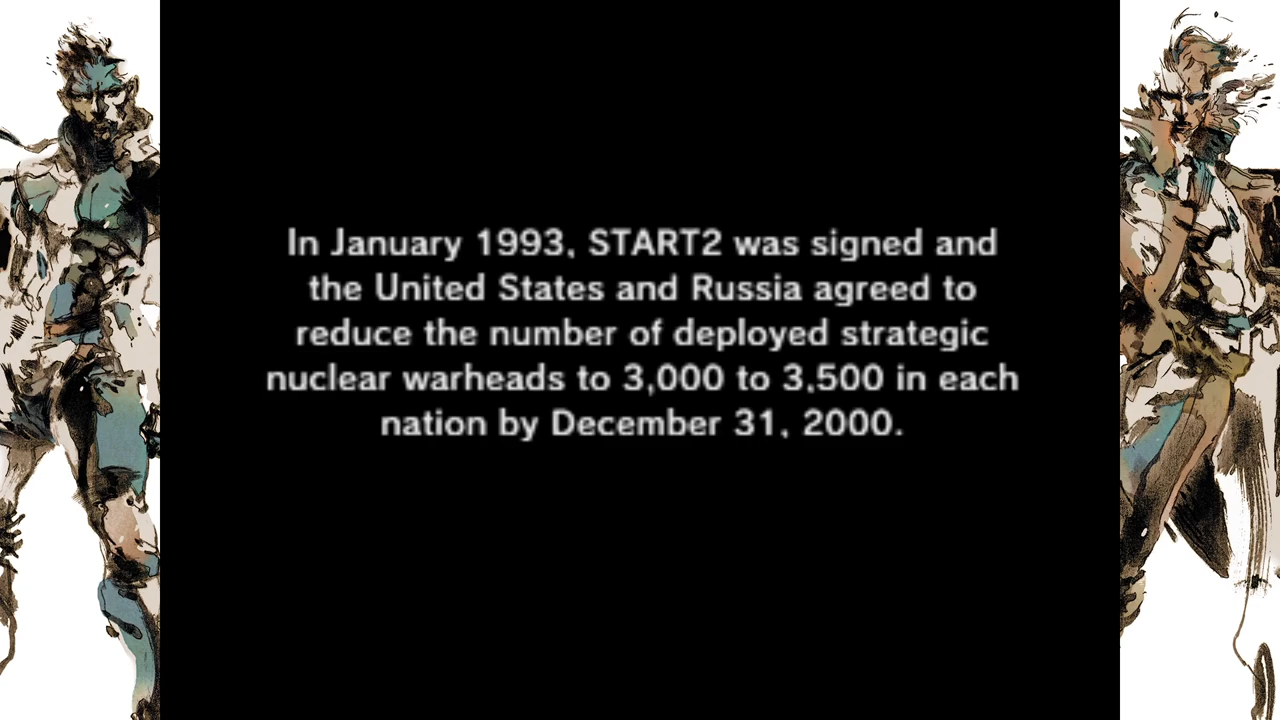 In January 1993, START2 was signed and
the United States and Russia agreed to
reduce the number of deployed strategic
nuclear warheads to 3,000 to 3,500 in each
nation by December 31, 2000.